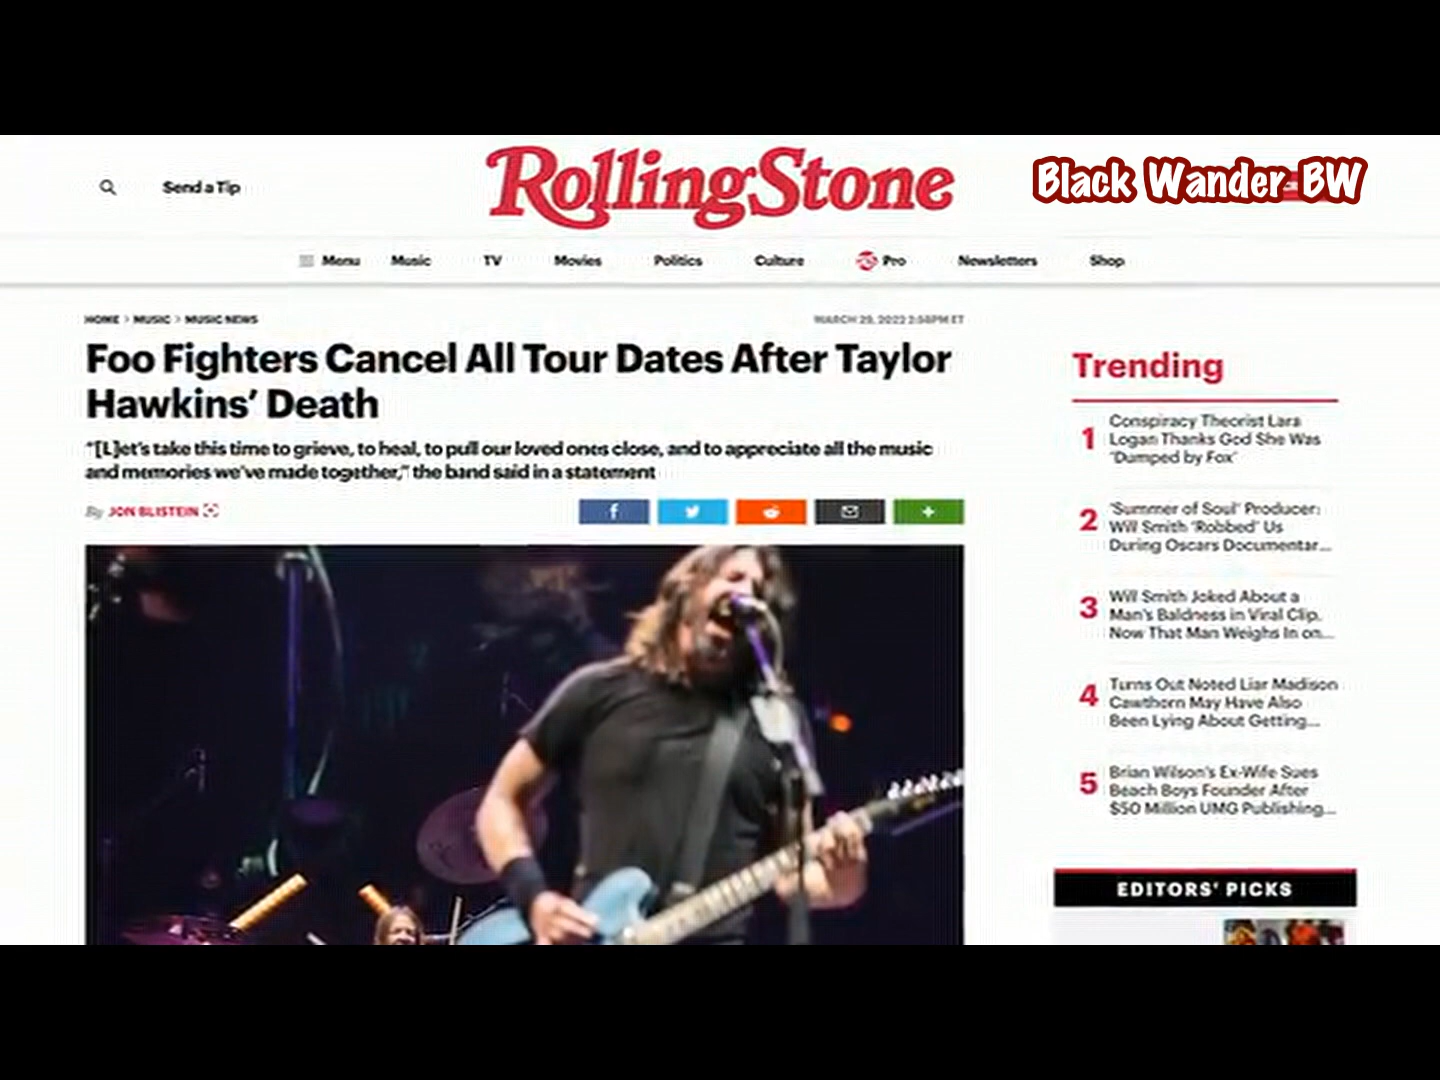 Send a Tip
RollingStone
Black Wander BW
Menu Music TV Movies Politics Culture Pro Newsletters Shop
HOME > MUSIC > MUSIC NEWS
MARCH 29, 2022 2:58PM ET
Foo Fighters Cancel All Tour Dates After Taylor
Hawkins’ Death
“[L]et’s take this time to grieve, to heal, to pull our loved ones close, and to appreciate all the music
and memories we’ve made together,” the band said in a statement
By JON BLISTEIN
Trending
1 Conspiracy Theorist Lara
Logan Thanks God She Was
‘Dumped by Fox’
2 ‘Summer of Soul’ Producer:
Will Smith ‘Robbed’ Us
During Oscars Documentar...
3 Will Smith Joked About a
Man’s Baldness in Viral Clip.
Now That Man Weighs In on...
4 Turns Out Noted Liar Madison
Cawthorn May Have Also
Been Lying About Getting...
5 Brian Wilson’s Ex-Wife Sues
Beach Boys Founder After
$50 Million UMG Publishing...
EDITORS’ PICKS